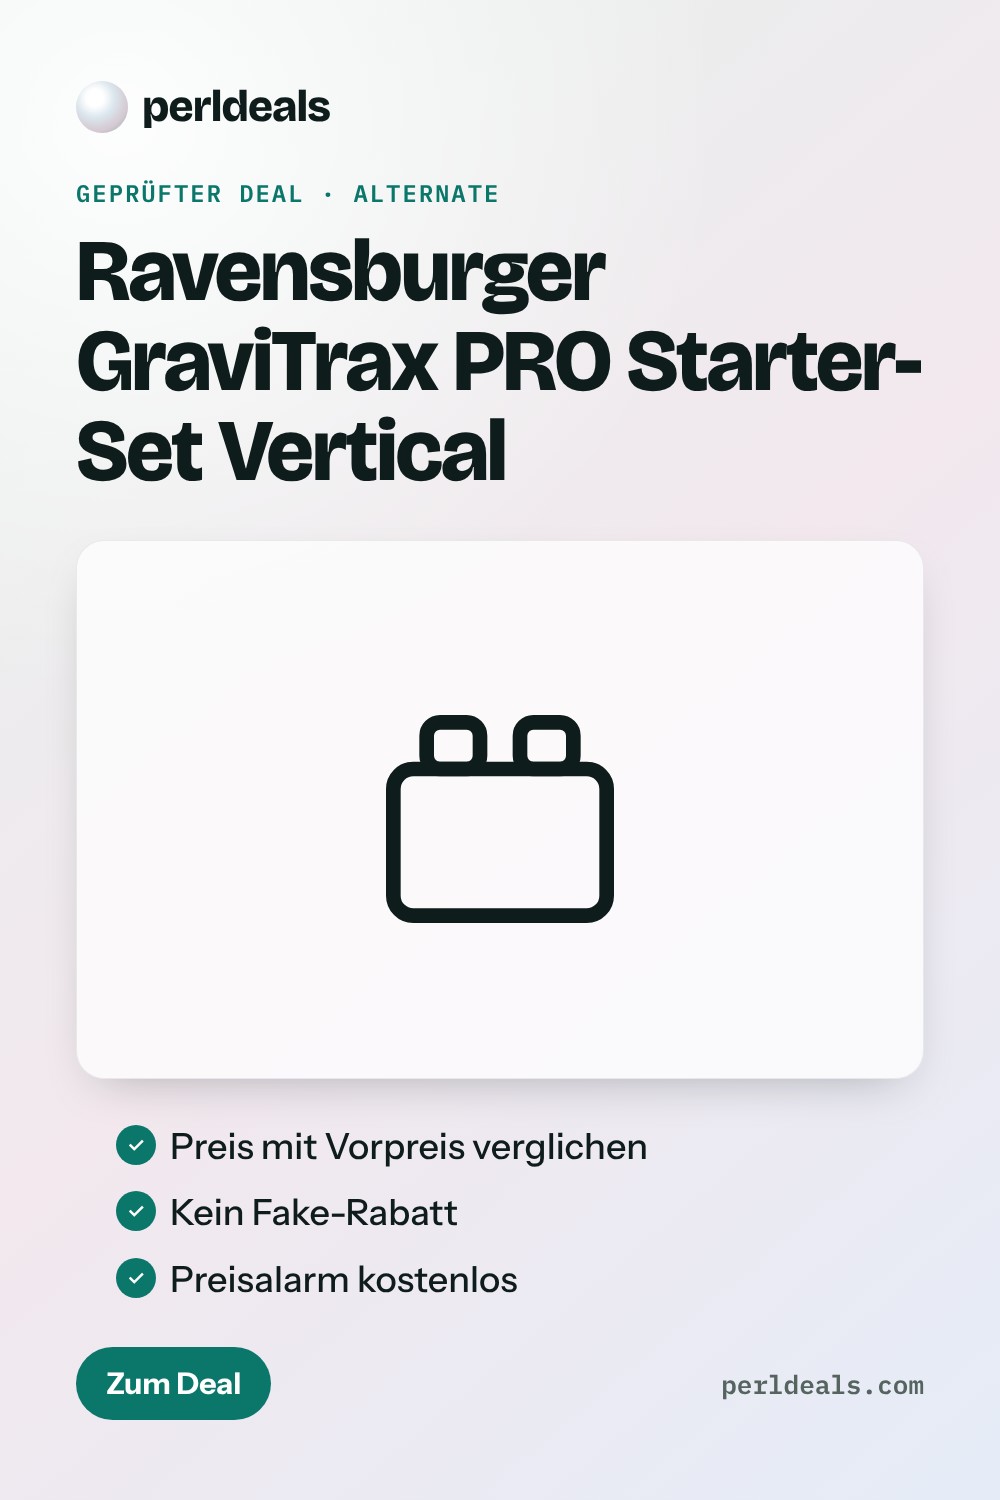 perldeals
GEPRÜFTER DEAL · ALTERNATE
Ravensburger
GraviTrax PRO Starter-
Set Vertical
Preis mit Vorpreis verglichen
Kein Fake-Rabatt
Preisalarm kostenlos
Zum Deal
perldeals.com